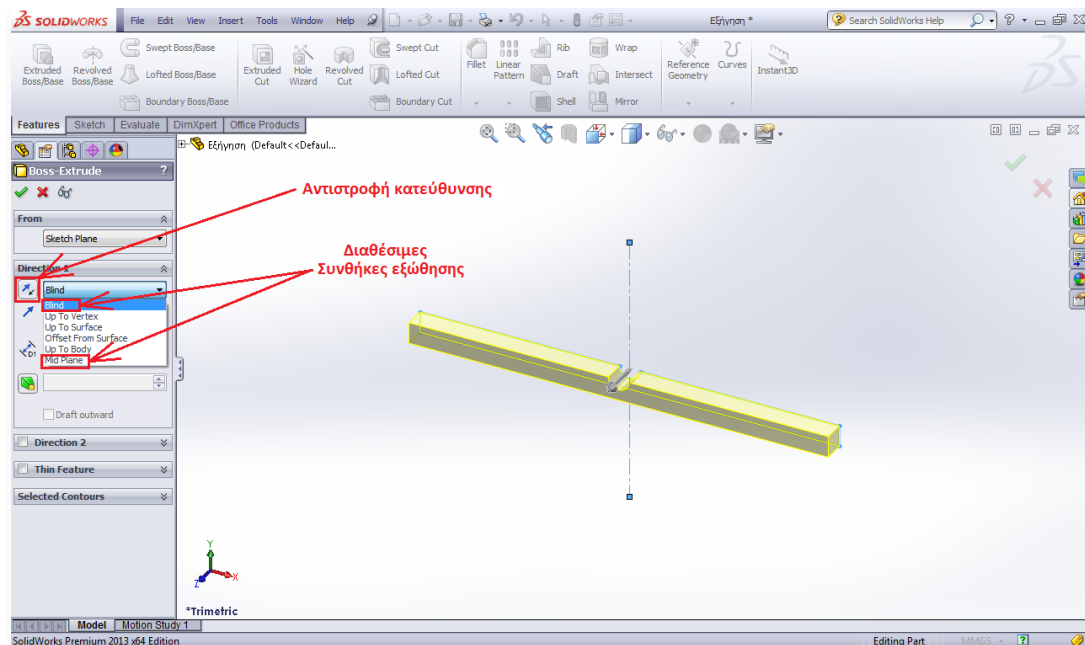 SOLIDWORKS File Edit View Insert Tools Window Help Εξήγηση * Search SolidWorks Help ?
Extruded Boss/Base
Revolved Boss/Base
Swept Boss/Base
Lofted Boss/Base
Boundary Boss/Base
Extruded Cut
Hole Wizard
Revolved Cut
Swept Cut
Lofted Cut
Boundary Cut
Fillet
Linear Pattern
Rib
Draft
Shell
Wrap
Intersect
Mirror
Reference Geometry
Curves
Instant3D
Features Sketch Evaluate DimXpert Office Products
Εξήγηση (Default<<Defaul...
Boss-Extrude ?
From
Sketch Plane
Direction 1
Blind
Blind
Up To Vertex
Up To Surface
Offset From Surface
Up To Body
Mid Plane
D1
Draft outward
Direction 2
Thin Feature
Selected Contours
Αντιστροφή κατεύθυνσης
Διαθέσιμες
Συνθήκες εξώθησης
Y
X
Z
*Trimetric
Model Motion Study 1
SolidWorks Premium 2013 x64 Edition Editing Part MMGS ?